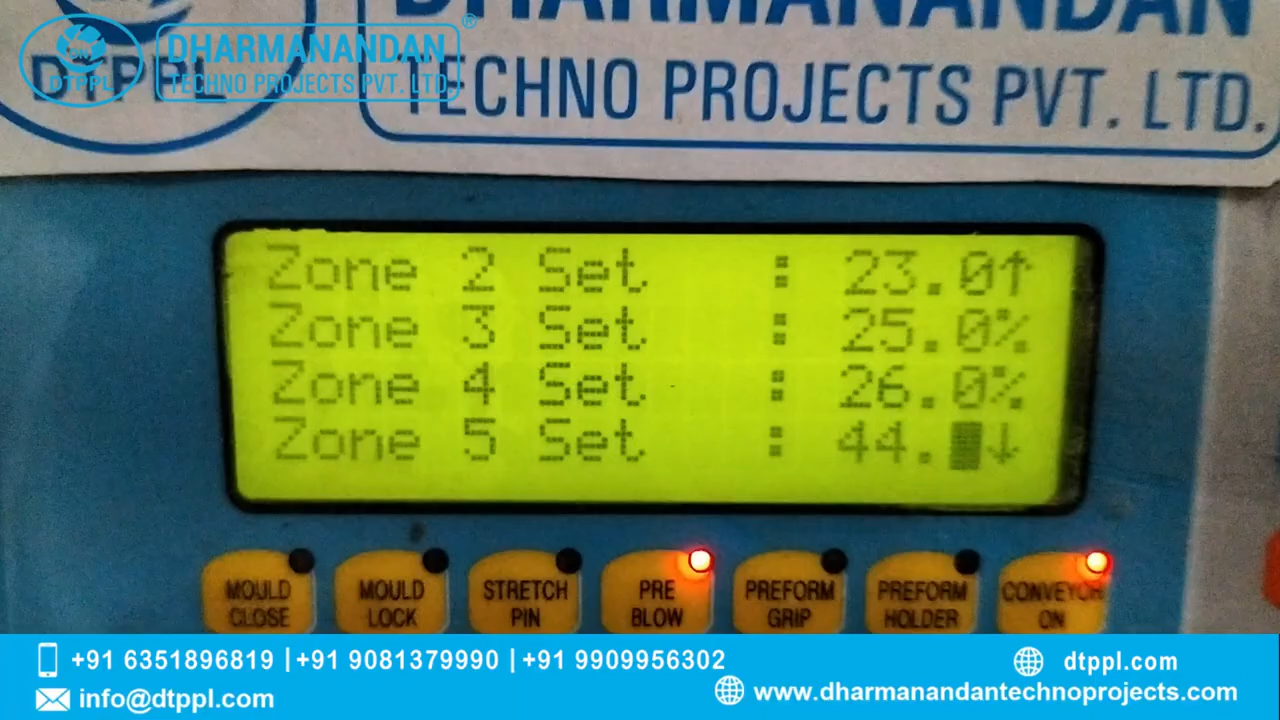 DHARMANANDAN
TECHNO PROJECTS PVT. LTD.
DTPPL
DHARMANANDAN®
TECHNO PROJECTS PVT. LTD.
DTPPL
Zone 2 Set : 23.0↑
Zone 3 Set : 25.0%
Zone 4 Set : 26.0%
Zone 5 Set : 44.█↓
MOULD CLOSE
MOULD LOCK
STRETCH PIN
PRE BLOW
PREFORM GRIP
PREFORM HOLDER
CONVEYOR ON
+91 6351896819 |+91 9081379990 |+91 9909956302
dtppl.com
info@dtppl.com
www.dharmanandantechnoprojects.com